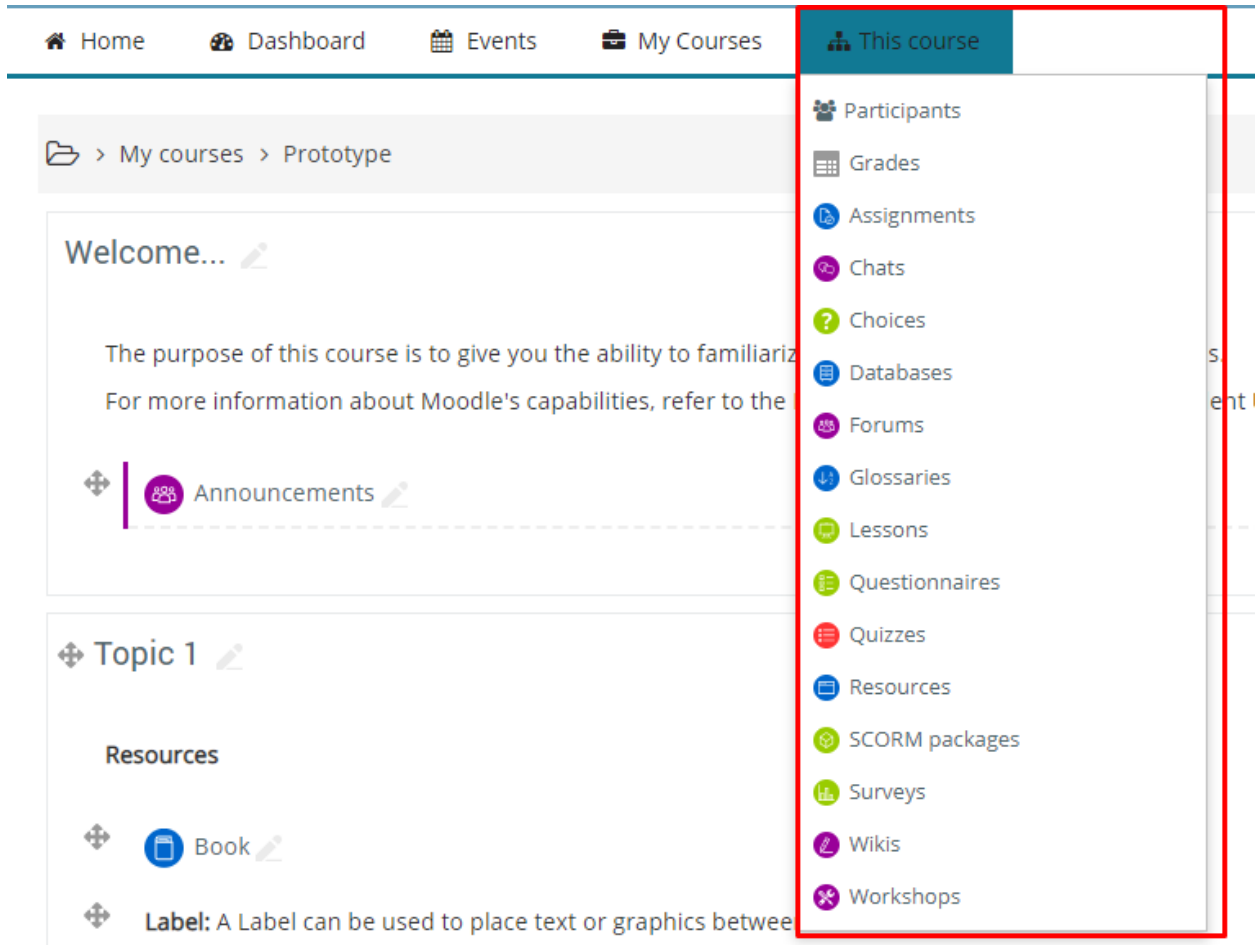 Home Dashboard Events My Courses This course
My courses > Prototype
Welcome...
The purpose of this course is to give you the ability to familiariz
s.
For more information about Moodle's capabilities, refer to the
ent
Announcements
Topic 1
Resources
Book
Label: A Label can be used to place text or graphics betwee
Participants
Grades
Assignments
Chats
Choices
Databases
Forums
Glossaries
Lessons
Questionnaires
Quizzes
Resources
SCORM packages
Surveys
Wikis
Workshops